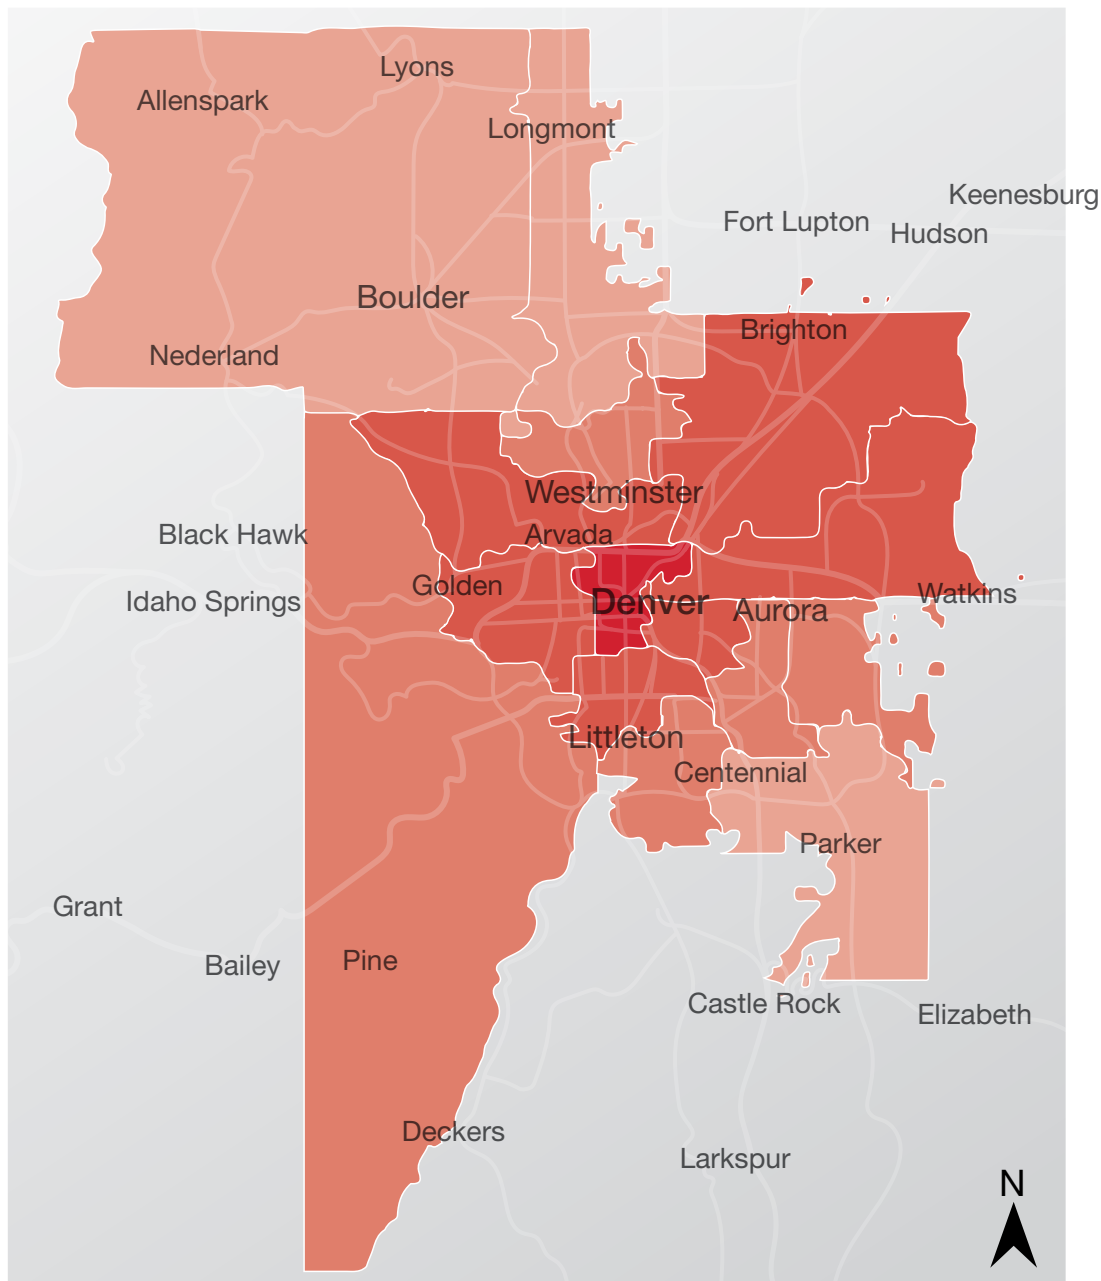 Lyons
Allenspark
Longmont
Keenesburg
Fort Lupton
Hudson
Boulder
Brighton
Nederland
Westminster
Black Hawk
Arvada
Golden
Watkins
Idaho Springs
Denver
Aurora
Littleton
Centennial
Parker
Grant
Pine
Bailey
Castle Rock
Elizabeth
Deckers
Larkspur
N